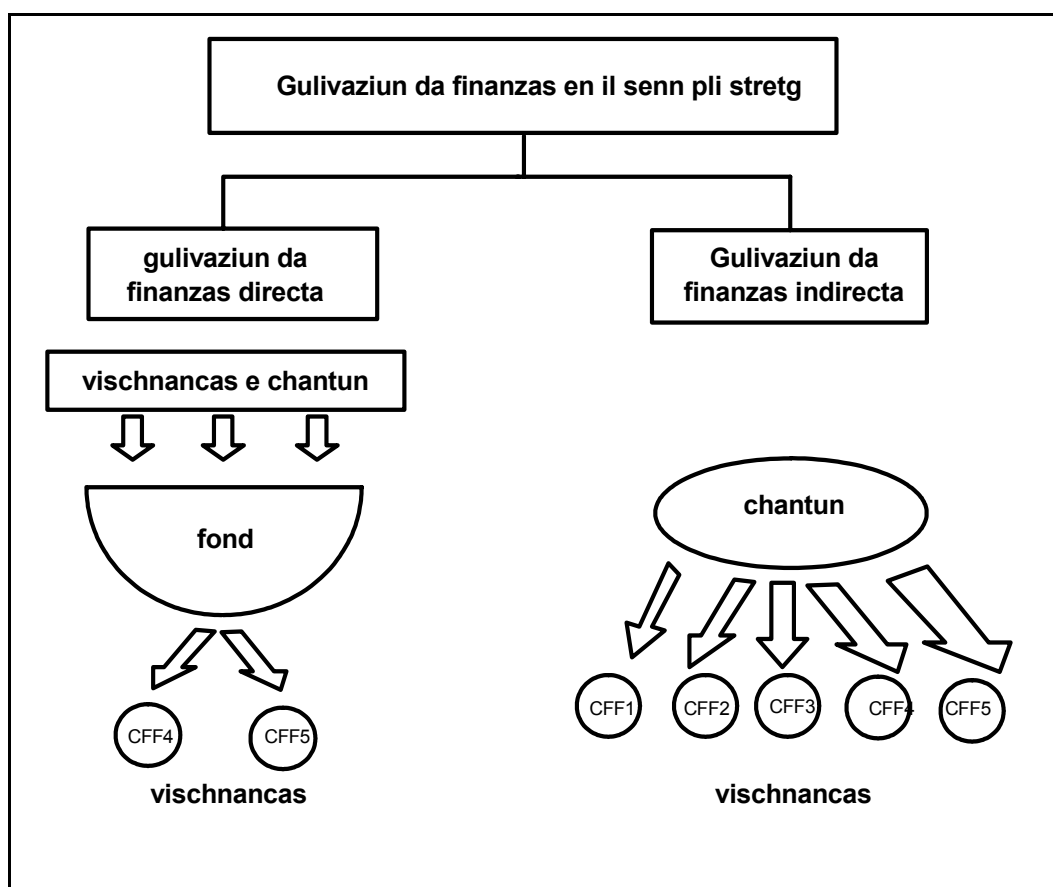 Gulivaziun da finanzas en il senn pli stretg
gulivaziun da
finanzas directa
Gulivaziun da
finanzas indirecta
vischnancas e chantun
fond
chantun
CFF4
CFF5
vischnancas
CFF1
CFF2
CFF3
CFF4
CFF5
vischnancas